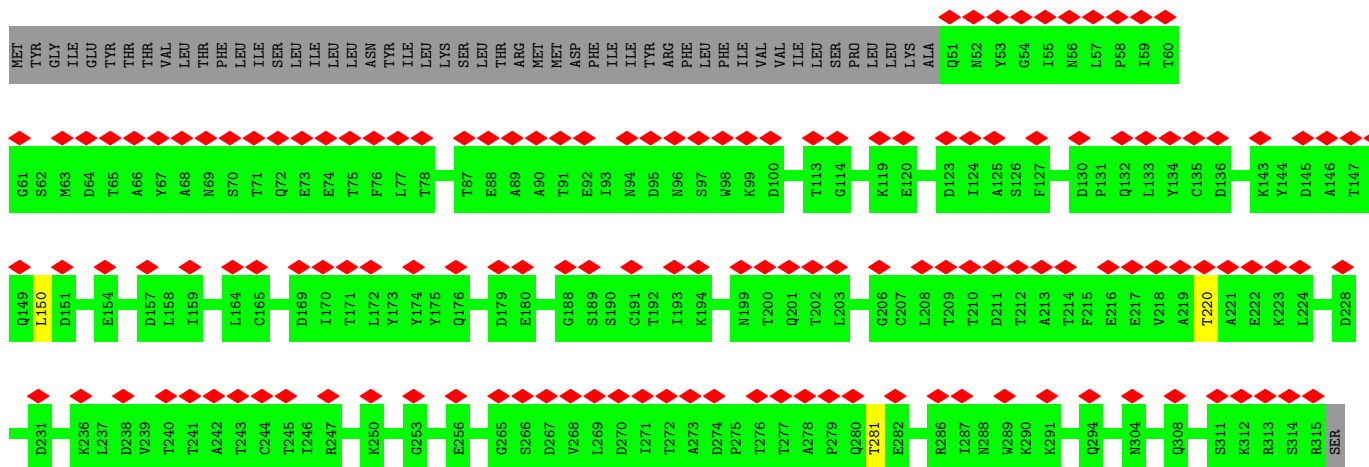 MET TYR GLY ILE GLU TYR THR THR VAL LEU THR PHE LEU ILE SER LEU ILE LEU LEU ASN TYR ILE LEU LYS SER LEU THR ARG MET MET ASP PHE ILE ILE TYR ARG PHE LEU PHE ILE VAL VAL ILE LEU SER PRO LEU LEU LYS ALA Q51 N52 Y53 G54 I55 N56 L57 P58 I59 T60
G61 S62 M63 D64 T65 A66 Y67 A68 N69 S70 T71 Q72 E73 E74 T75 F76 L77 T78 T87 E88 A89 A90 T91 E92 I93 N94 D95 N96 S97 W98 K99 D100 T113 G114 K119 E120 D123 I124 A125 S126 F127 D130 P131 Q132 L133 Y134 C135 D136 K143 Y144 D145 A146 T147
Q149 L150 D151 E154 D157 L158 I159 L164 C165 D169 I170 T171 L172 Y173 Y174 Y175 Q176 D179 E180 G188 S189 S190 C191 T192 I193 K194 N199 T200 Q201 T202 L203 G206 C207 L208 T209 T210 D211 T212 A213 T214 F215 E216 E217 V218 A219 T220 A221 E222 K223 L224 D228
D231 K236 L237 D238 V239 T240 T241 A242 T243 C244 T245 I246 R247 K250 G253 E256 G265 S266 D267 V268 L269 D270 I271 T272 A273 D274 P275 T276 T277 A278 P279 Q280 T281 E282 R286 I287 N288 W289 K290 K291 Q294 N304 Q308 S311 K312 R313 S314 R315 SER